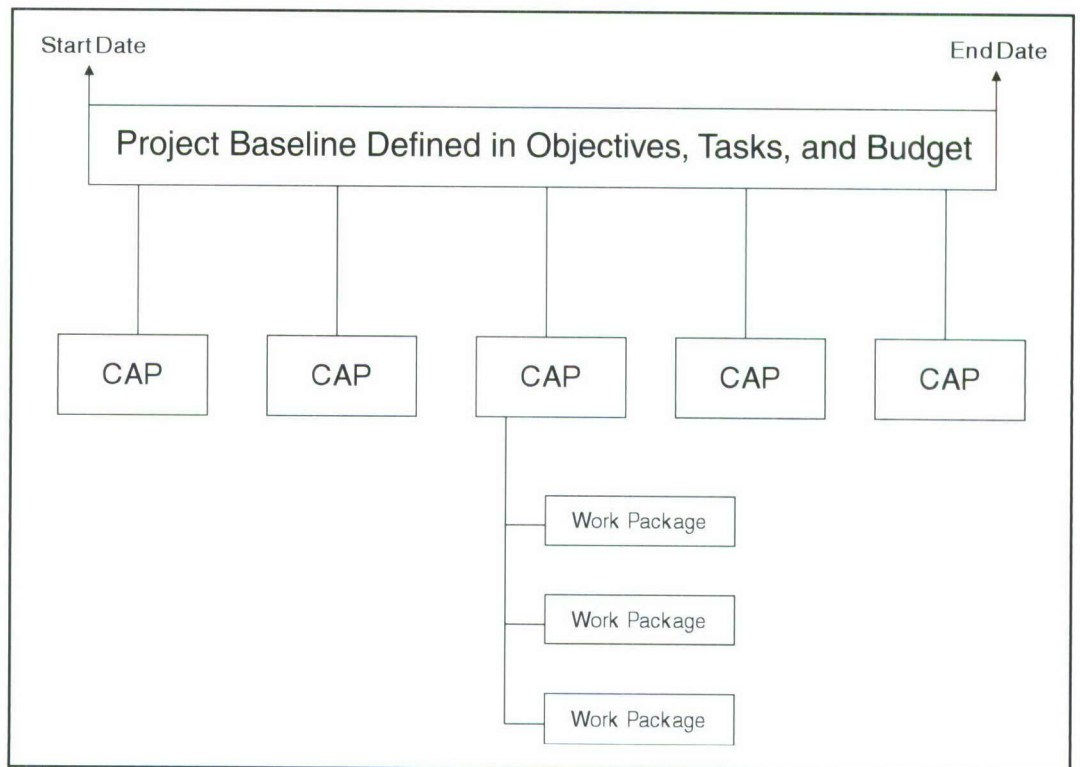 Start Date
End Date
Project Baseline Defined in Objectives, Tasks, and Budget
CAP
CAP
CAP
CAP
CAP
Work Package
Work Package
Work Package